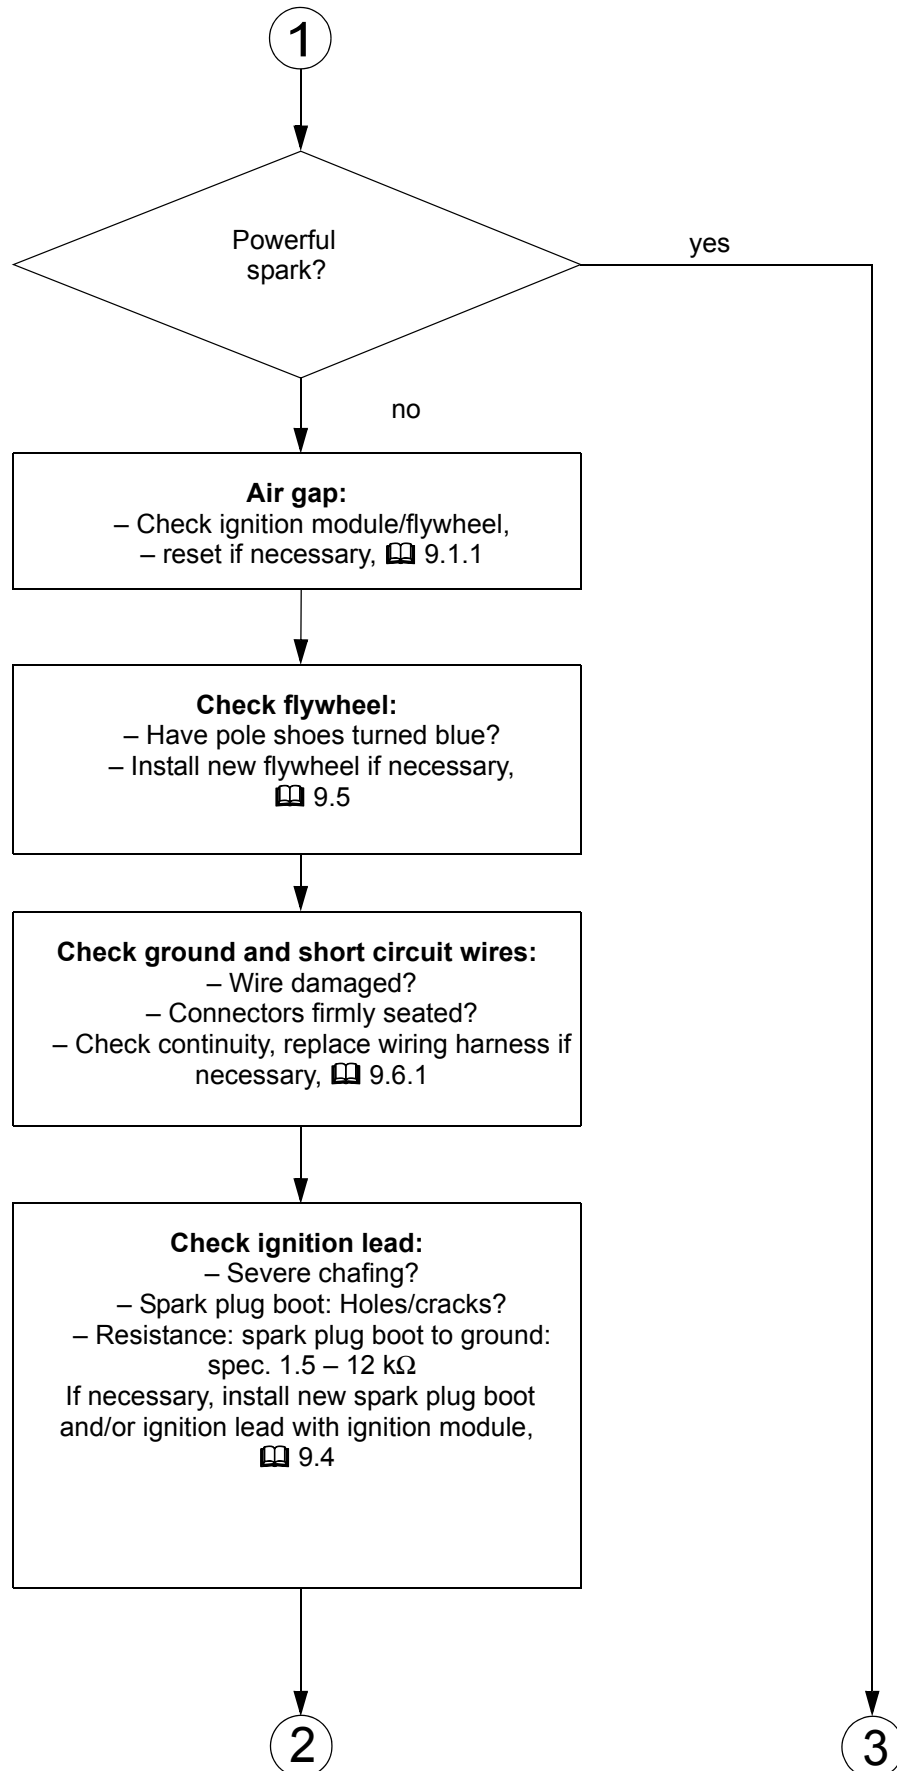 1
Powerful
spark?
yes
no
Air gap:
– Check ignition module/flywheel,
– reset if necessary, 🕮 9.1.1
Check flywheel:
– Have pole shoes turned blue?
– Install new flywheel if necessary,
🕮 9.5
Check ground and short circuit wires:
– Wire damaged?
– Connectors firmly seated?
– Check continuity, replace wiring harness if
necessary, 🕮 9.6.1
Check ignition lead:
– Severe chafing?
– Spark plug boot: Holes/cracks?
– Resistance: spark plug boot to ground:
spec. 1.5 – 12 kΩ
If necessary, install new spark plug boot
and/or ignition lead with ignition module,
🕮 9.4
2
3